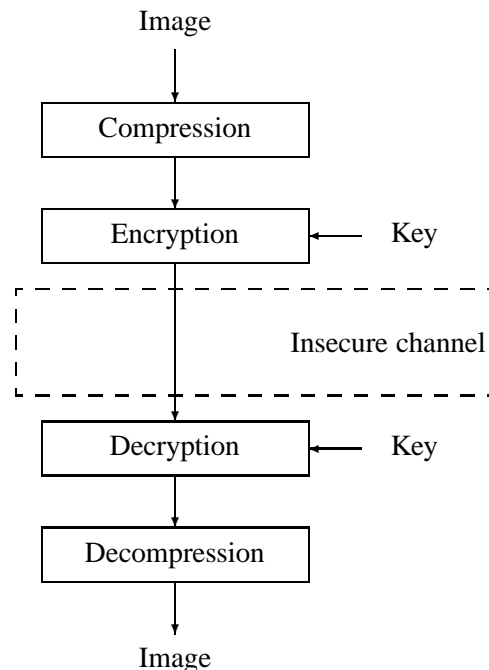 Image
Compression
Encryption
Key
Insecure channel
Decryption
Key
Decompression
Image